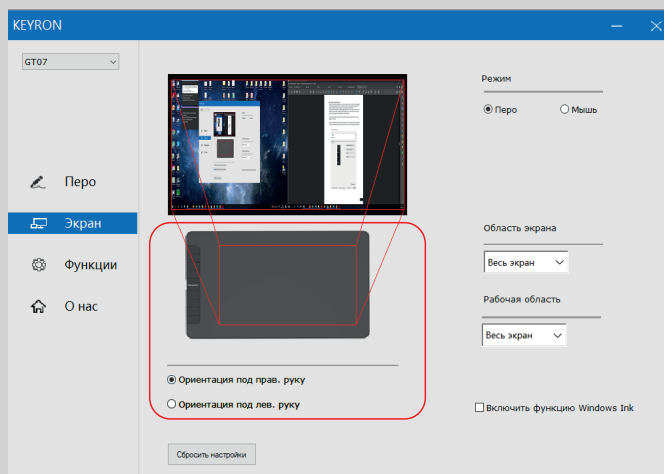 KEYRON
GT07
Перо
Экран
Функции
О нас
Ориентация под прав. руку
Ориентация под лев. руку
Сбросить настройки
Режим
Перо
Мышь
Область экрана
Весь экран
Рабочая область
Весь экран
Включить функцию Windows Ink